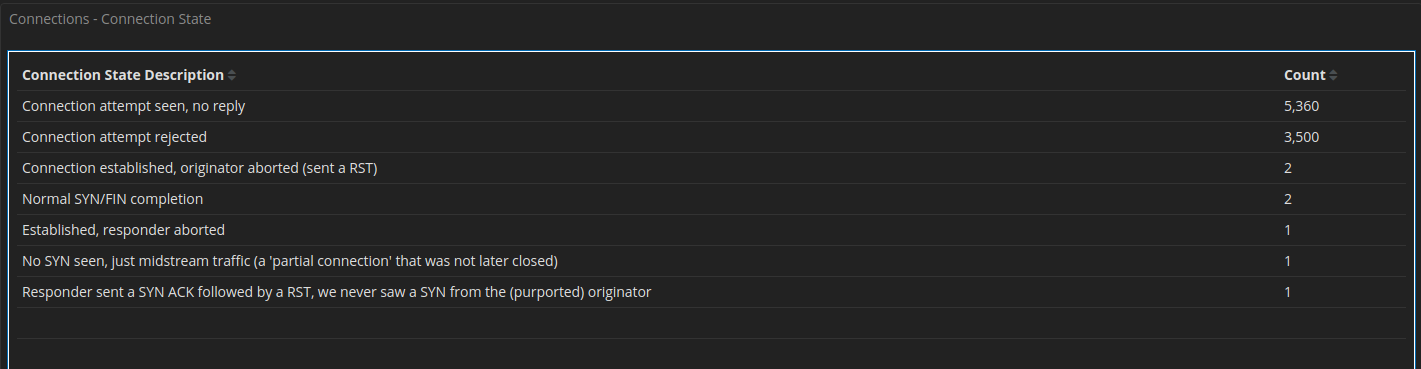 Connections - Connection State
Connection State Description Count
Connection attempt seen, no reply 5,360
Connection attempt rejected 3,500
Connection established, originator aborted (sent a RST) 2
Normal SYN/FIN completion 2
Established, responder aborted 1
No SYN seen, just midstream traffic (a 'partial connection' that was not later closed) 1
Responder sent a SYN ACK followed by a RST, we never saw a SYN from the (purported) originator 1